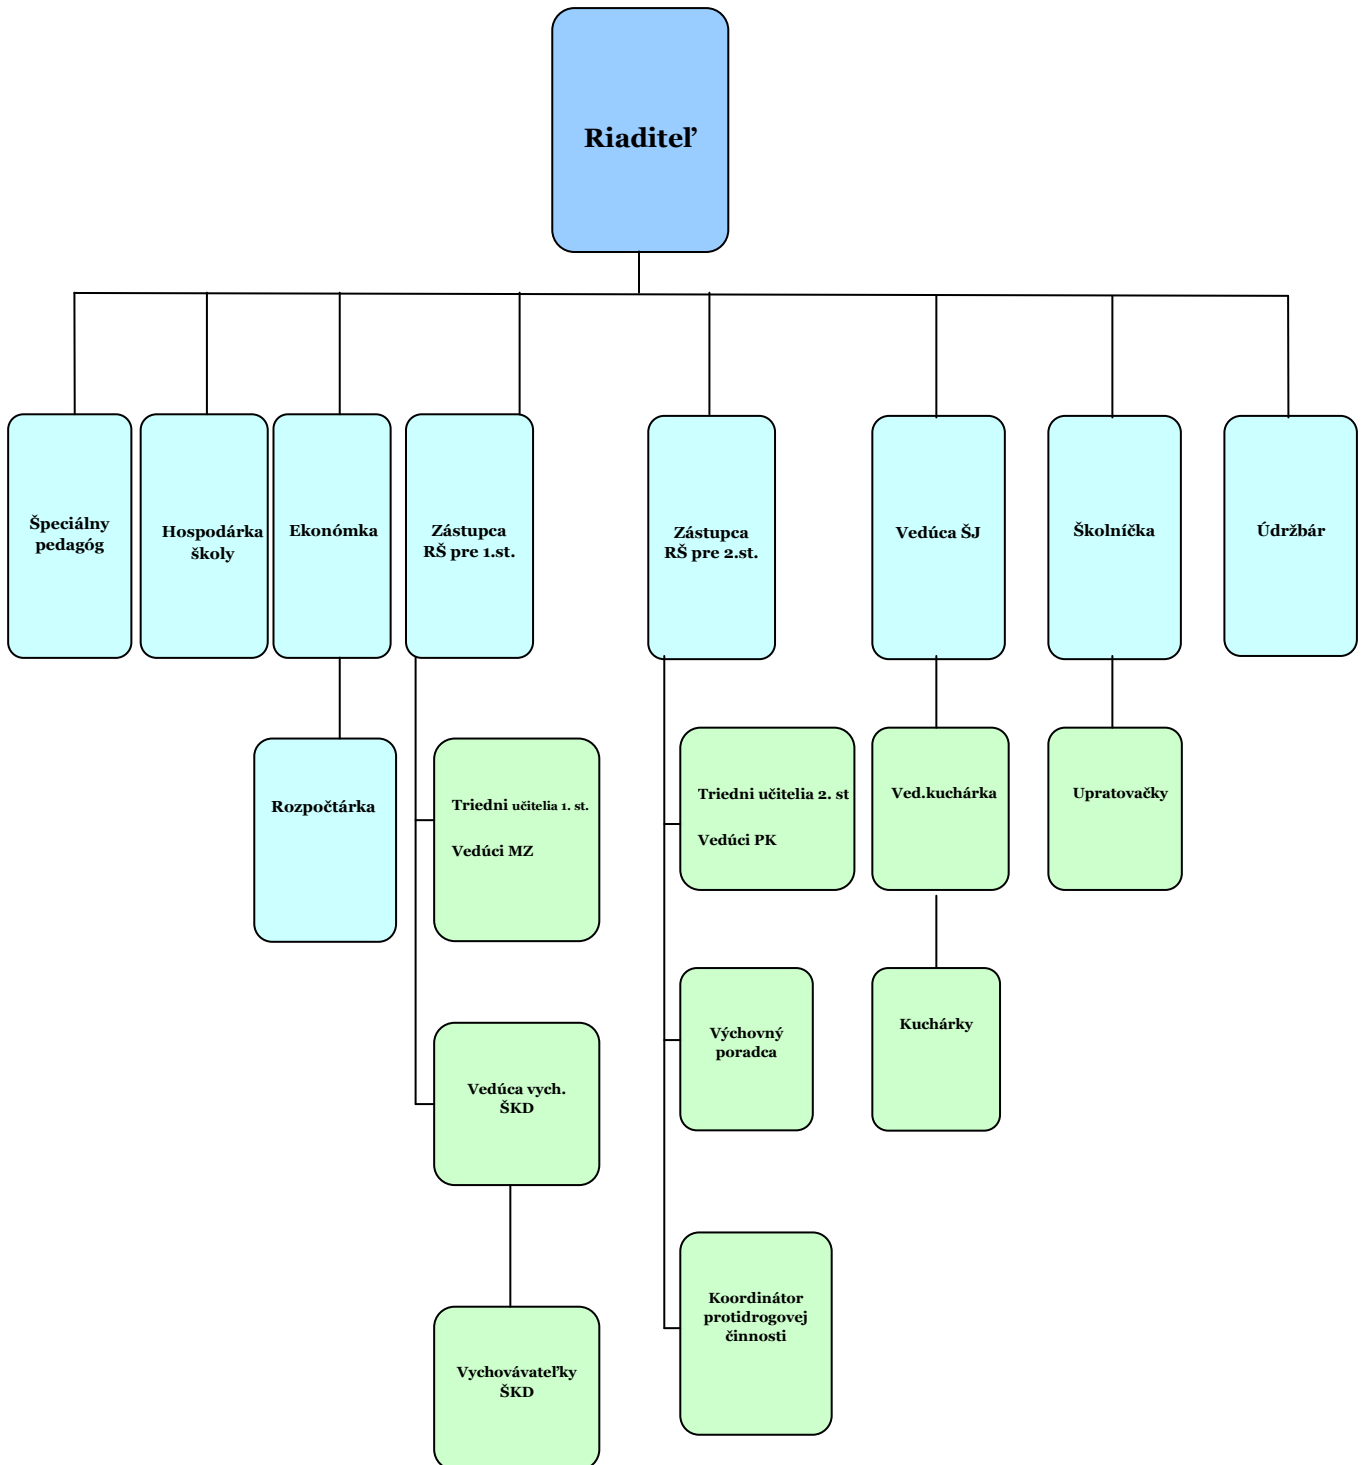 Riaditeľ
Špeciálny
pedagóg
Hospodárka
školy
Ekonómka
Zástupca
RŠ pre 1.st.
Zástupca
RŠ pre 2.st.
Vedúca ŠJ
Školníčka
Údržbár
Rozpočtárka
Triedni učitelia 1. st.
Vedúci MZ
Triedni učitelia 2. st
Vedúci PK
Ved.kuchárka
Upratovačky
Vedúca vych.
ŠKD
Výchovný
poradca
Kuchárky
Vychovávateľky
ŠKD
Koordinátor
protidrogovej
činnosti